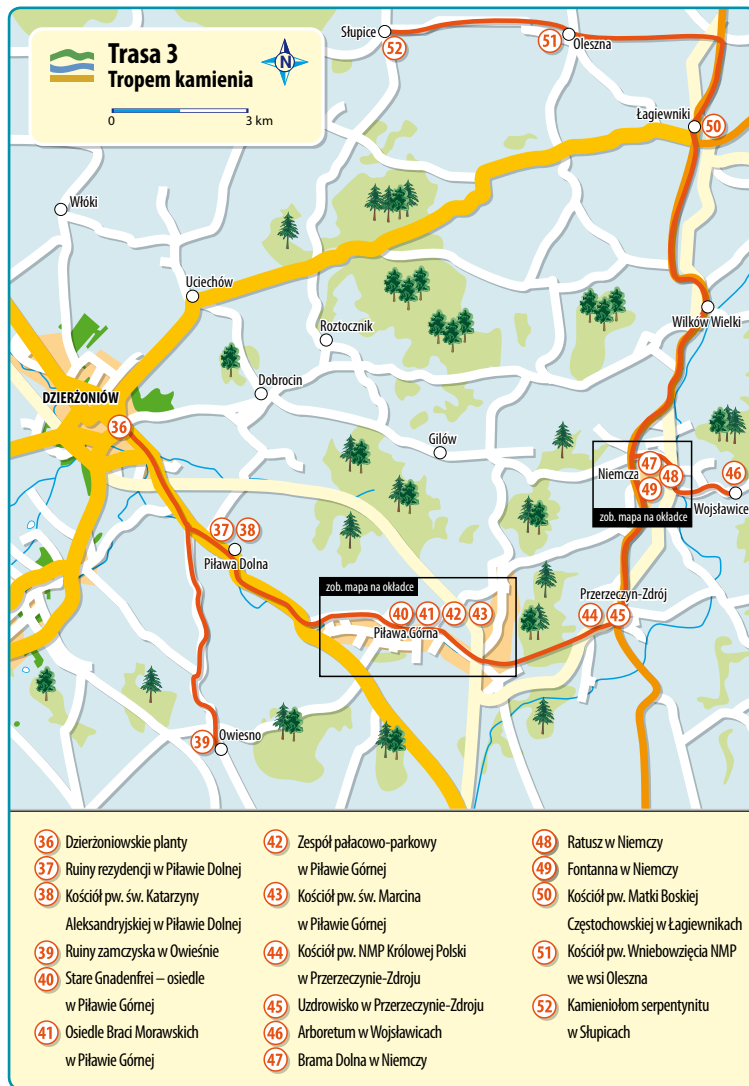 Trasa 3
Tropem kamienia
N
0 3 km
Słupice
52
51
Oleszna
Łagiewniki
50
Włóki
Uciechów
Wilków Wielki
Roztocznik
Dobrocin
DZIERŻONIÓW
36
Gilów
Niemcza
47
48
49
46
Wojsławice
zob. mapa na okładce
37 38
Piława Dolna
zob. mapa na okładce
40 41 42 43
Piława Górna
Przerzeczyn-Zdrój
44 45
39
Owiesno
36 Dzierżoniowskie planty
37 Ruiny rezydencji w Piławie Dolnej
38 Kościół pw. św. Katarzyny
Aleksandryjskiej w Piławie Dolnej
39 Ruiny zamczyska w Owieśnie
40 Stare Gnadenfrei – osiedle
w Piławie Górnej
41 Osiedle Braci Morawskich
w Piławie Górnej
42 Zespół pałacowo-parkowy
w Piławie Górnej
43 Kościół pw. św. Marcina
w Piławie Górnej
44 Kościół pw. NMP Królowej Polski
w Przerzeczynie-Zdroju
45 Uzdrowisko w Przerzeczynie-Zdroju
46 Arboretum w Wojsławicach
47 Brama Dolna w Niemczy
48 Ratusz w Niemczy
49 Fontanna w Niemczy
50 Kościół pw. Matki Boskiej
Częstochowskiej w Łagiewnikach
51 Kościół pw. Wniebowzięcia NMP
we wsi Oleszna
52 Kamieniołom serpentynitu
w Słupicach